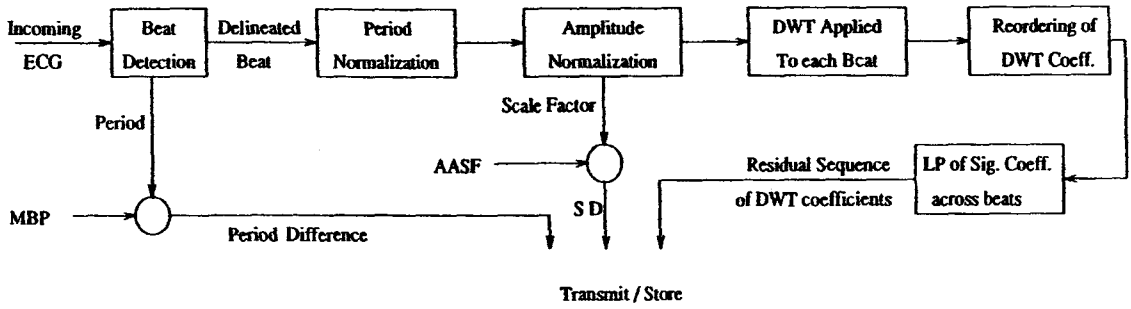 Incoming
ECG
Beat
Detection
Delineated
Beat
Period
Normalization
Amplitude
Normalization
DWT Applied
To each Beat
Reordering of
DWT Coeff.
Period
Scale Factor
AASF
Residual Sequence
of DWT coefficients
LP of Sig. Coeff.
across beats
MBP
Period Difference
S D
Transmit / Store